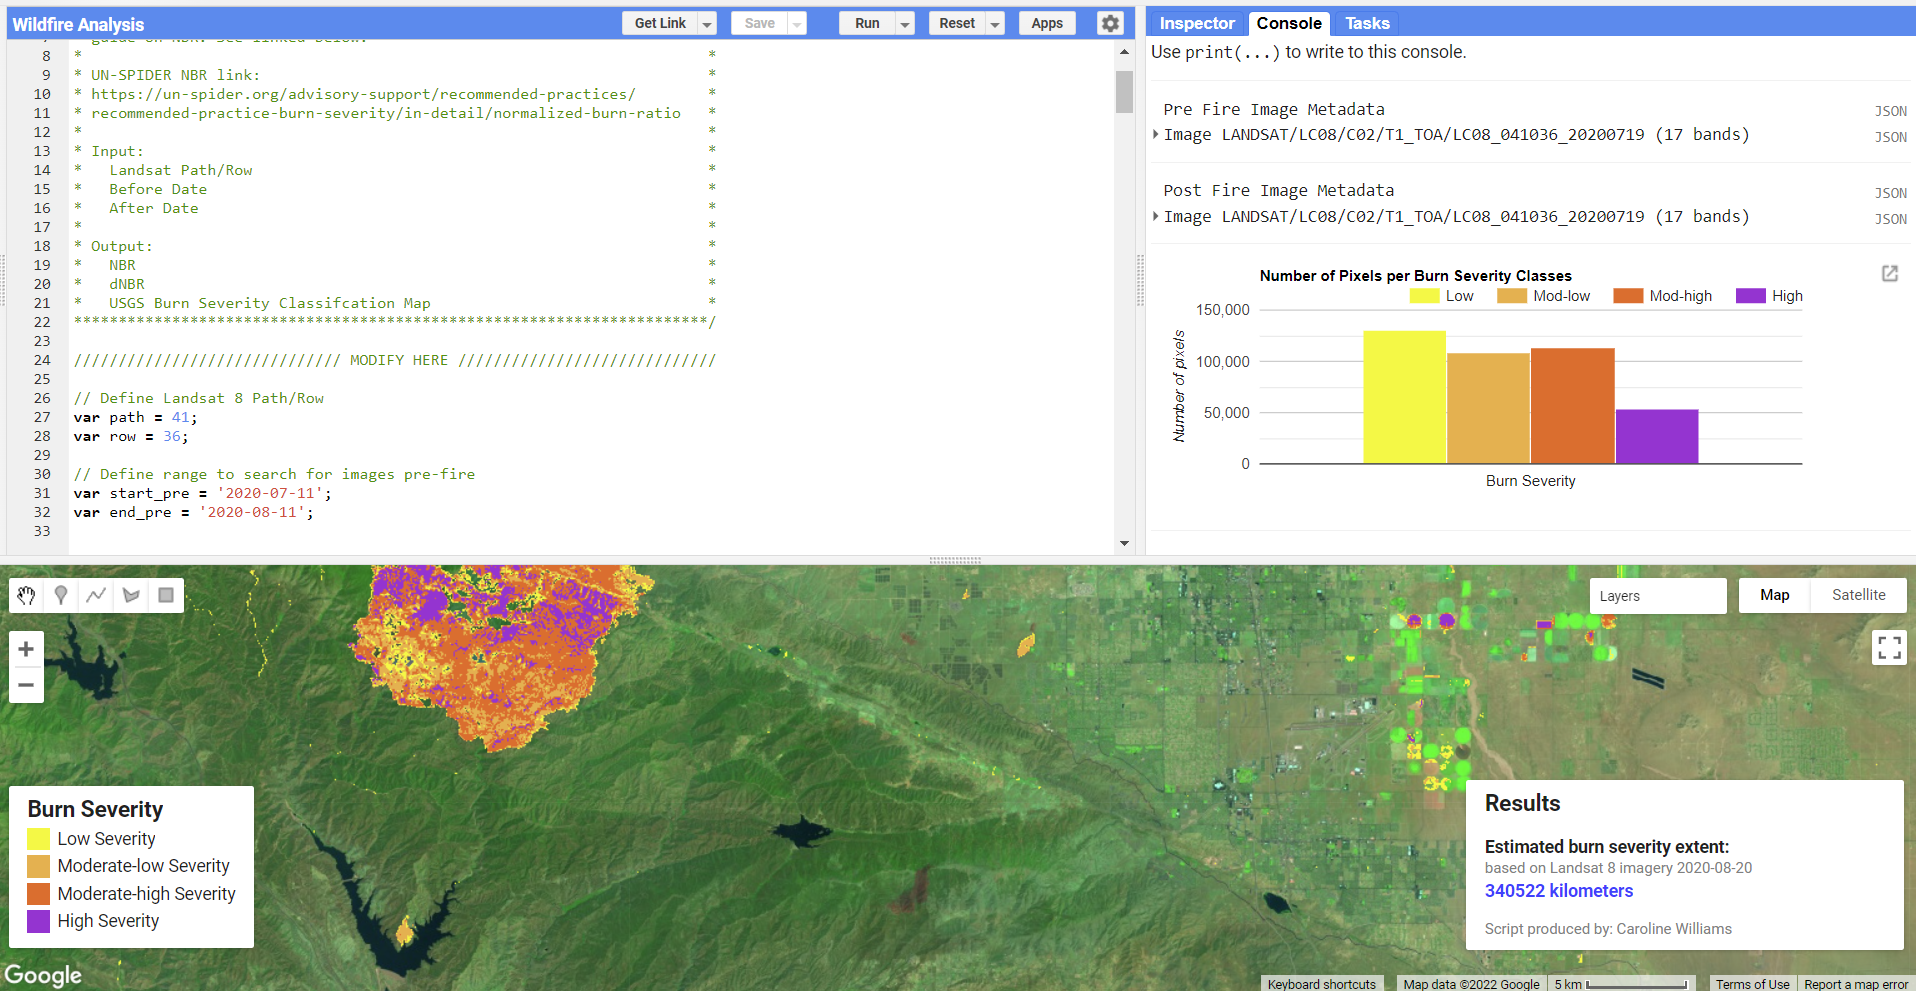 Wildfire Analysis
Get Link
Save
Run
Reset
Apps
guide on NBR. See linked below.
8 * *
9 * UN-SPIDER NBR link: *
10 * https://un-spider.org/advisory-support/recommended-practices/ *
11 * recommended-practice-burn-severity/in-detail/normalized-burn-ratio *
12 * *
13 * Input: *
14 * Landsat Path/Row *
15 * Before Date *
16 * After Date *
17 * *
18 * Output: *
19 * NBR *
20 * dNBR *
21 * USGS Burn Severity Classifcation Map *
22 ***********************************************************************/
23
24 ////////////////////////////// MODIFY HERE /////////////////////////////
25
26 // Define Landsat 8 Path/Row
27 var path = 41;
28 var row = 36;
29
30 // Define range to search for images pre-fire
31 var start_pre = '2020-07-11';
32 var end_pre = '2020-08-11';
33
Inspector
Console
Tasks
Use print(...) to write to this console.
Pre Fire Image Metadata JSON
Image LANDSAT/LC08/C02/T1_TOA/LC08_041036_20200719 (17 bands) JSON
Post Fire Image Metadata JSON
Image LANDSAT/LC08/C02/T1_TOA/LC08_041036_20200719 (17 bands) JSON
Number of Pixels per Burn Severity Classes
Low Mod-low Mod-high High
Number of pixels
150,000
100,000
50,000
0
Burn Severity
Layers
Map
Satellite
Burn Severity
Low Severity
Moderate-low Severity
Moderate-high Severity
High Severity
Results
Estimated burn severity extent:
based on Landsat 8 imagery 2020-08-20
340522 kilometers
Script produced by: Caroline Williams
Google
Keyboard shortcuts
Map data ©2022 Google
5 km
Terms of Use
Report a map error